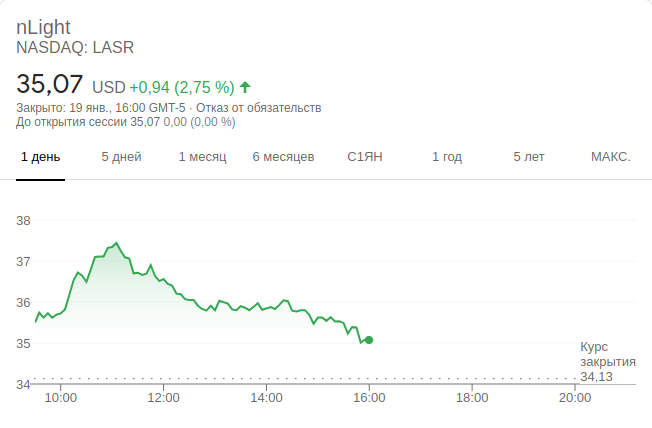 nLight
NASDAQ: LASR
35,07 USD +0,94 (2,75 %)
Закрыто: 19 янв., 16:00 GMT-5 · Отказ от обязательств
До открытия сессии 35,07 0,00 (0,00 %)
1 день 5 дней 1 месяц 6 месяцев С1ЯН 1 год 5 лет МАКС.
38
37
36
35
Курс
закрытия
34,13
34
10:00 12:00 14:00 16:00 18:00 20:00